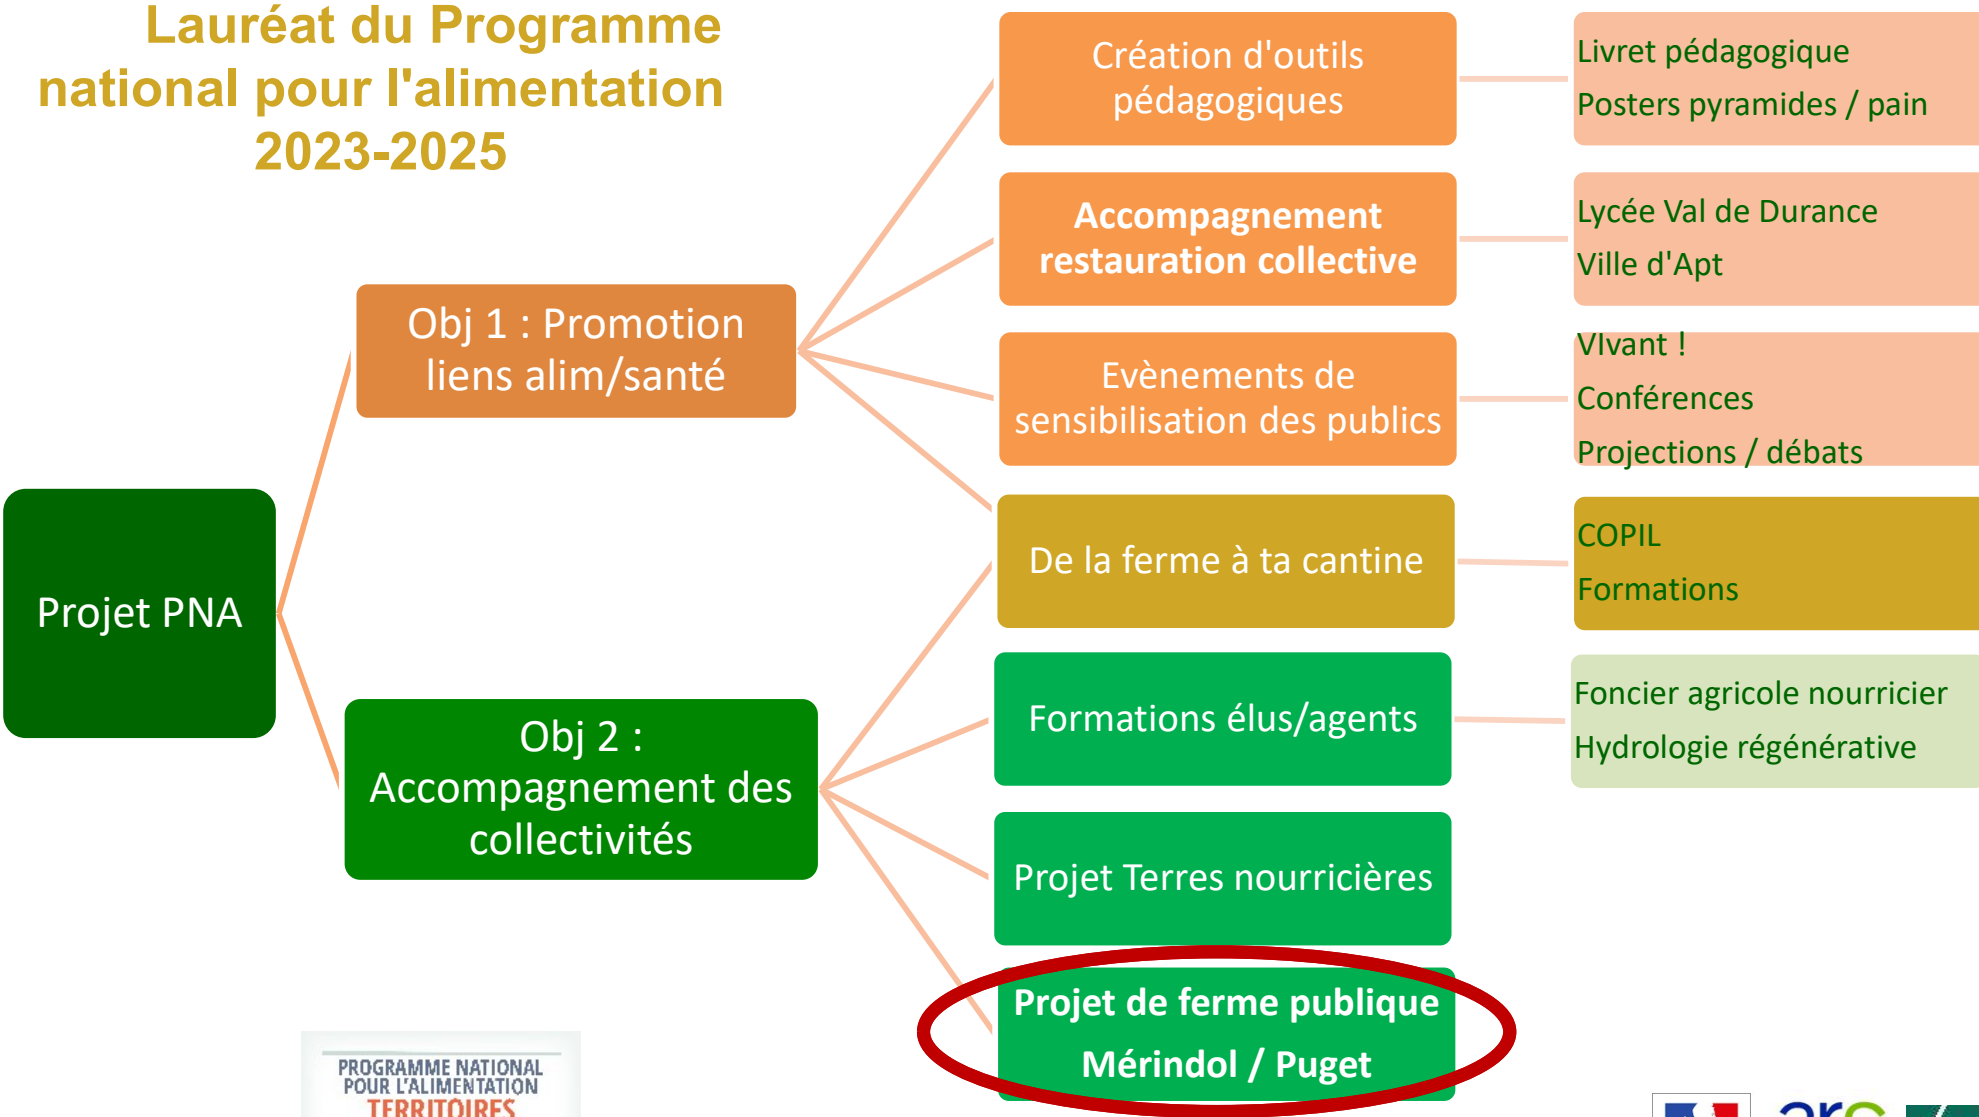 Lauréat du Programme
national pour l'alimentation
2023-2025
Projet PNA
Obj 1 : Promotion
liens alim/santé
Obj 2 :
Accompagnement des
collectivités
Création d'outils
pédagogiques
Livret pédagogique
Posters pyramides / pain
Accompagnement
restauration collective
Lycée Val de Durance
Ville d'Apt
Evènements de
sensibilisation des publics
VIvant !
Conférences
Projections / débats
De la ferme à ta cantine
COPIL
Formations
Formations élus/agents
Foncier agricole nourricier
Hydrologie régénérative
Projet Terres nourricières
Projet de ferme publique
Mérindol / Puget
PROGRAMME NATIONAL
POUR L'ALIMENTATION
TERRITOIRES
ars